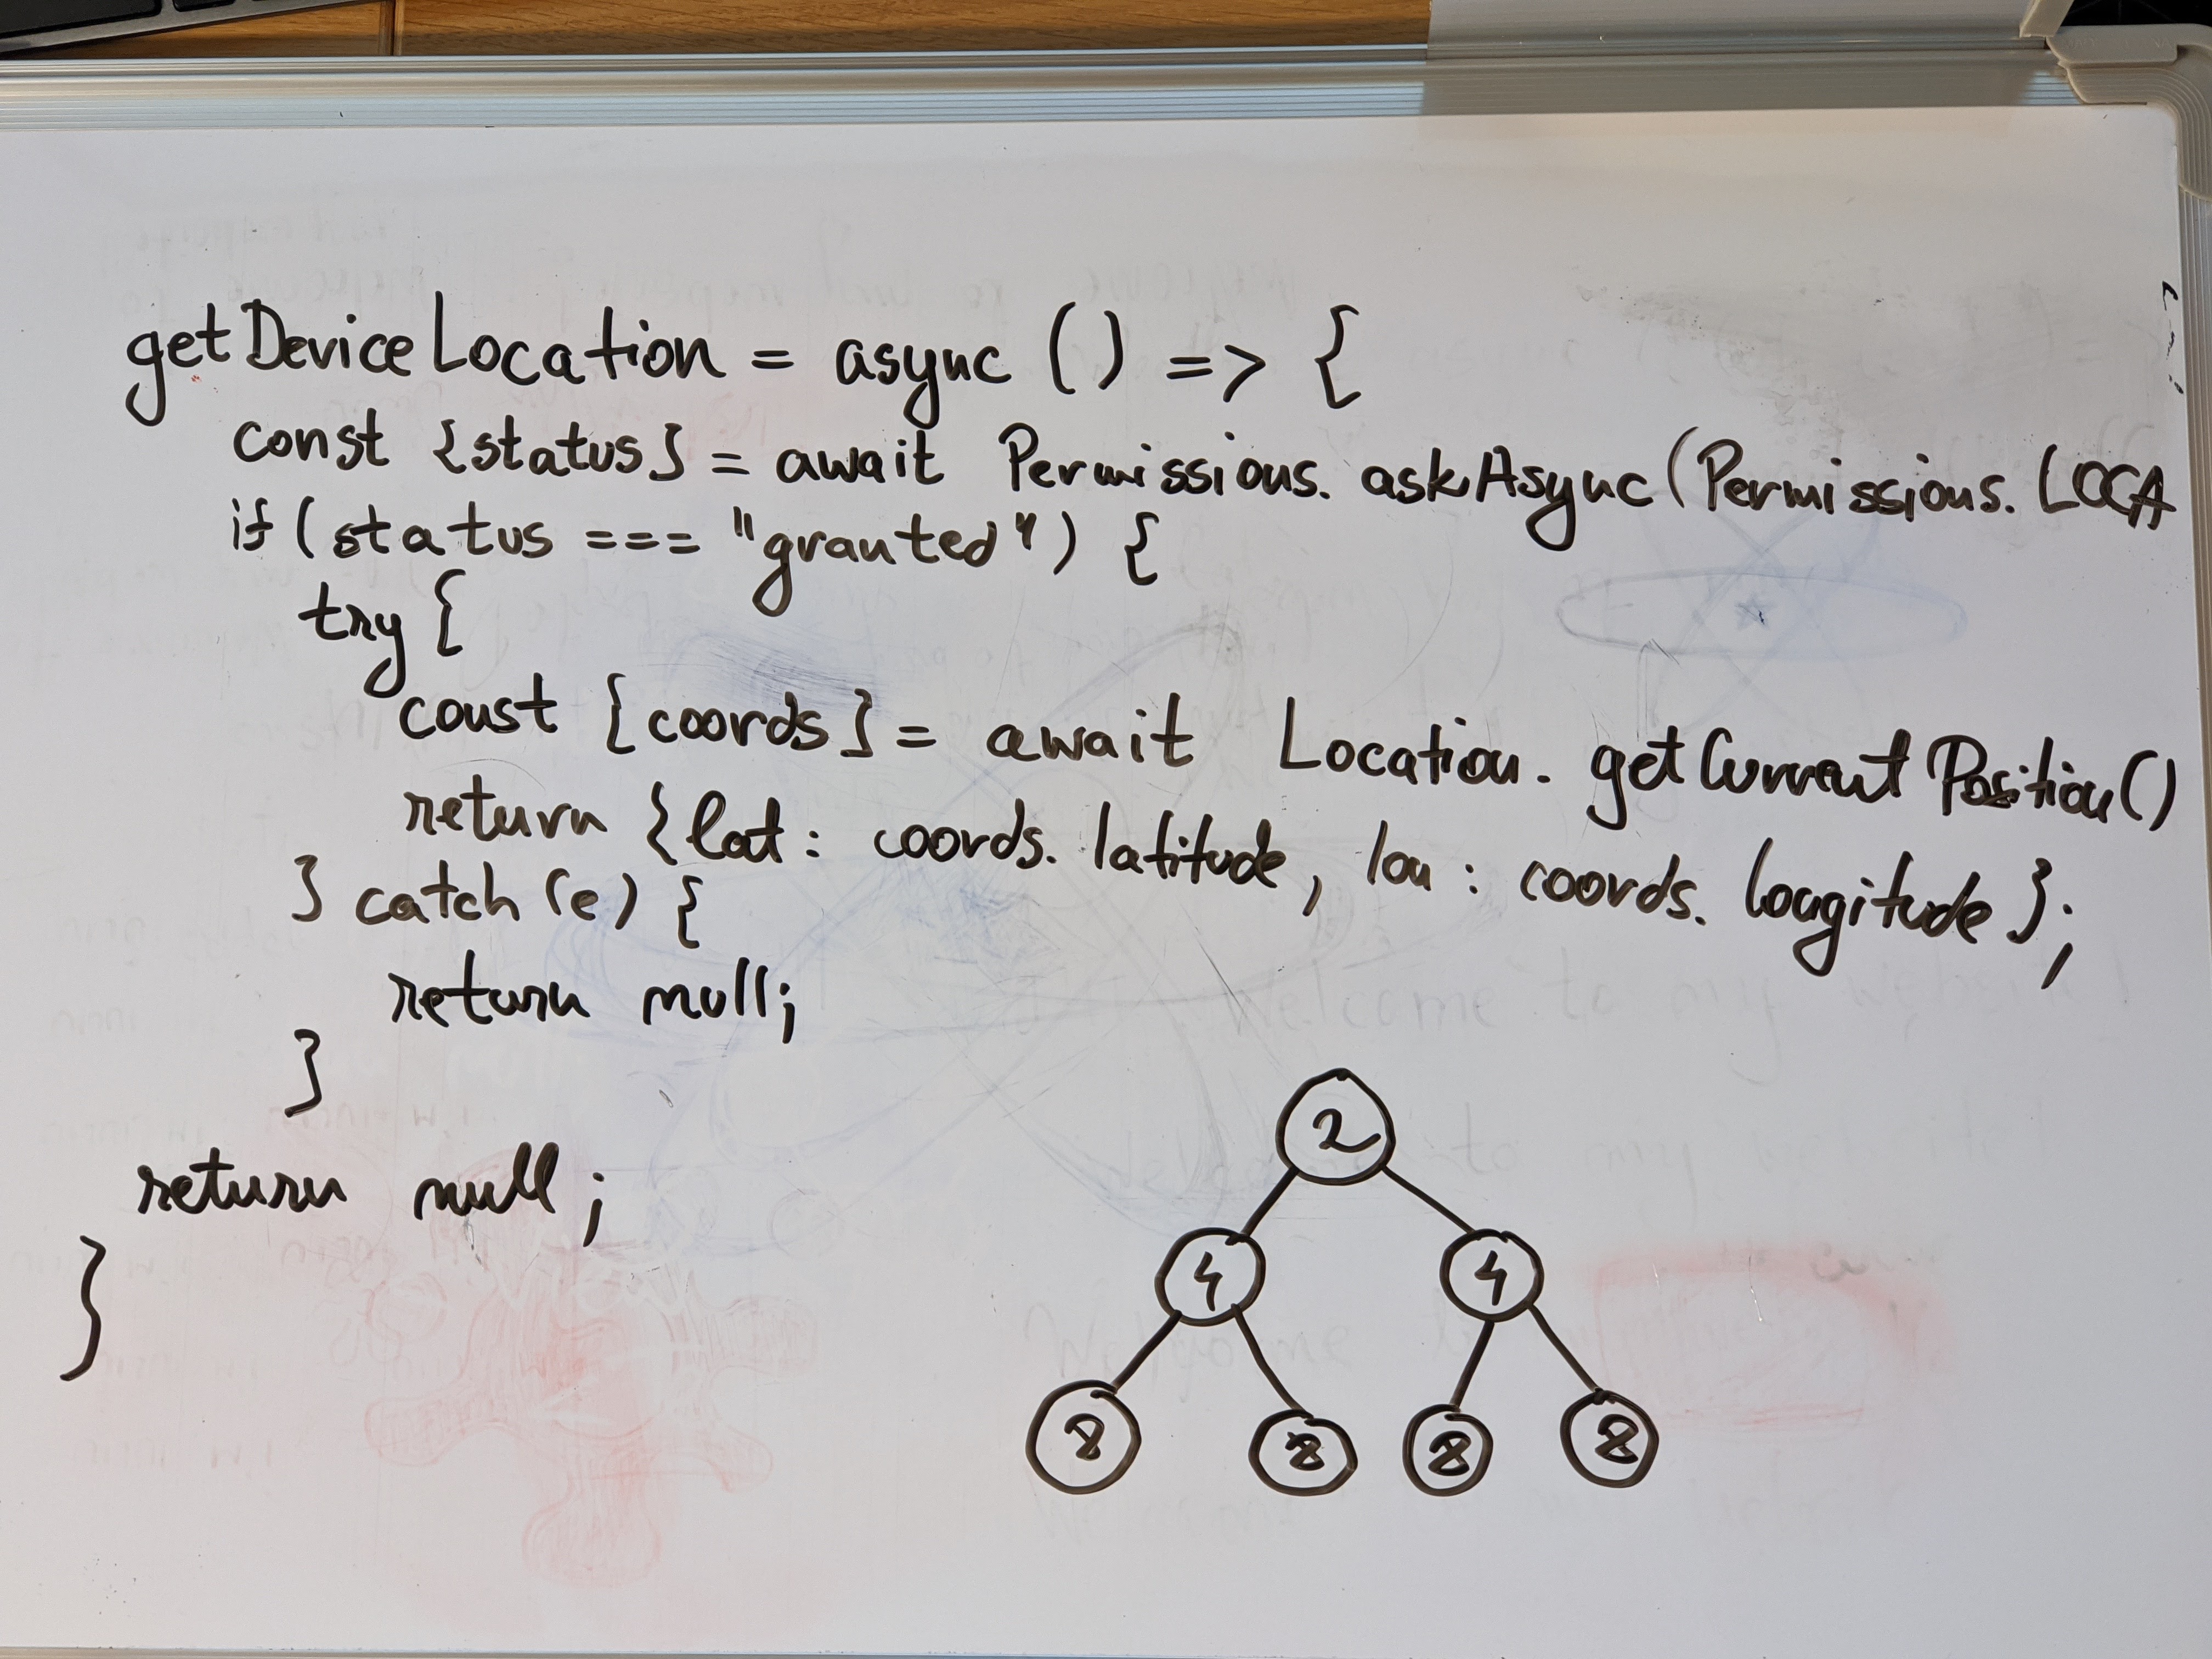 getDeviceLocation = async () => {
const {status} = await Permissions.askAsync(Permissions.LOCA
if (status === "granted") {
try {
const {coords} = await Location.getCurrentPosition()
return {lat: coords.latitude, lon: coords.longitude};
} catch (e) {
return null;
}
return null;
}
2
4 4
8 8 8 8